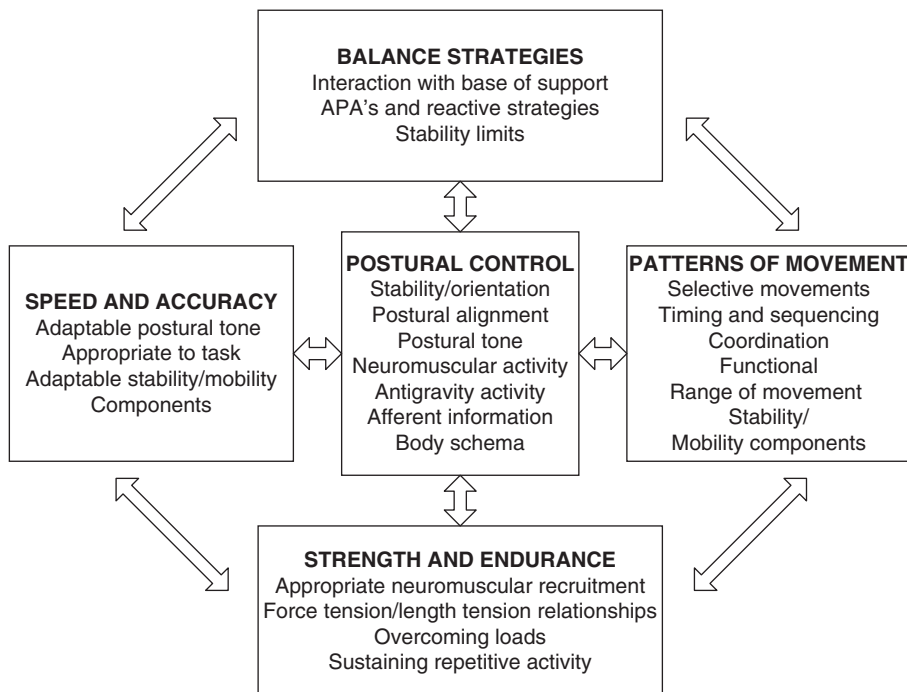 BALANCE STRATEGIES
Interaction with base of support
APA's and reactive strategies
Stability limits
SPEED AND ACCURACY
Adaptable postural tone
Appropriate to task
Adaptable stability/mobility
Components
POSTURAL CONTROL
Stability/orientation
Postural alignment
Postural tone
Neuromuscular activity
Antigravity activity
Afferent information
Body schema
PATTERNS OF MOVEMENT
Selective movements
Timing and sequencing
Coordination
Functional
Range of movement
Stability/
Mobility components
STRENGTH AND ENDURANCE
Appropriate neuromuscular recruitment
Force tension/length tension relationships
Overcoming loads
Sustaining repetitive activity